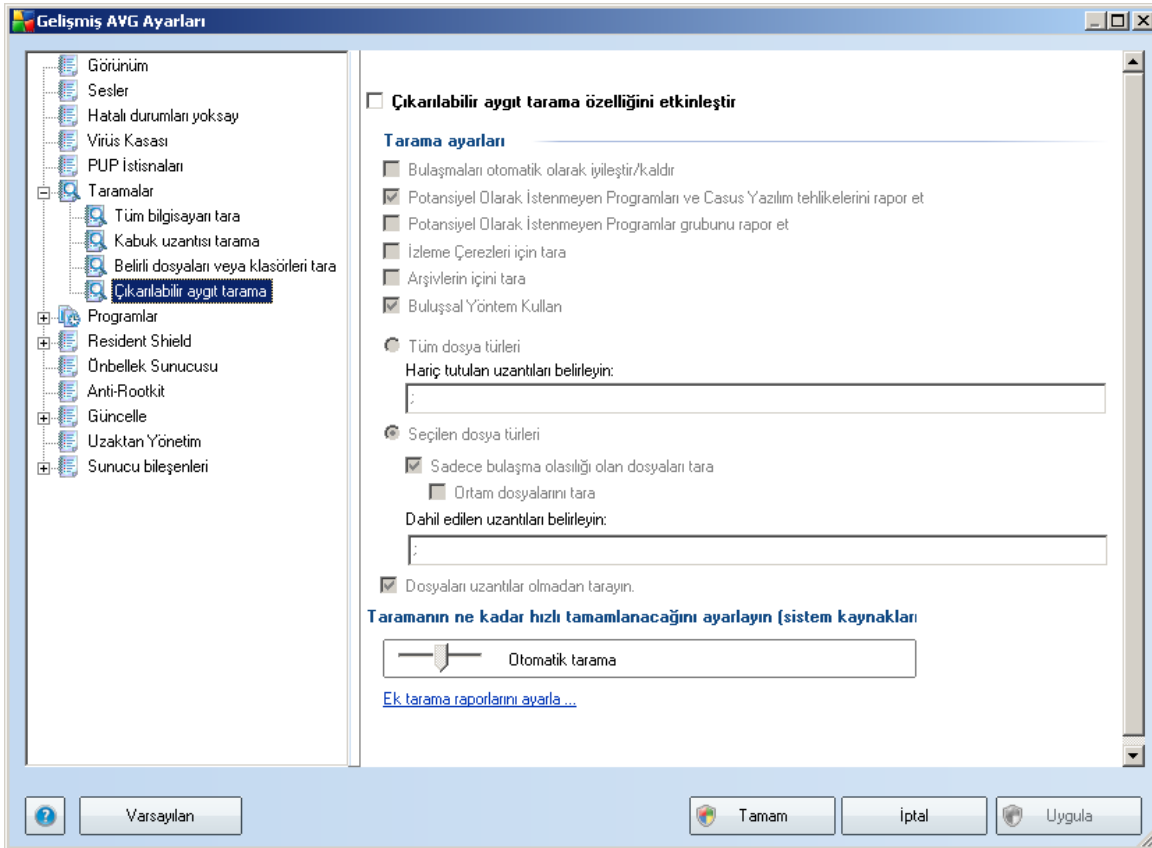 Gelişmiş AVG Ayarları
Görünüm
Sesler
Hatalı durumları yoksay
Virüs Kasası
PUP İstisnaları
Taramalar
Tüm bilgisayarı tara
Kabuk uzantısı tarama
Belirli dosyaları veya klasörleri tara
Çıkarılabilir aygıt tarama
Programlar
Resident Shield
Önbellek Sunucusu
Anti-Rootkit
Güncelle
Uzaktan Yönetim
Sunucu bileşenleri
Çıkarılabilir aygıt tarama özelliğini etkinleştir
Tarama ayarları
Bulaşmaları otomatik olarak iyileştir/kaldır
Potansiyel Olarak İstenmeyen Programları ve Casus Yazılım tehlikelerini rapor et
Potansiyel Olarak İstenmeyen Programlar grubunu rapor et
İzleme Çerezleri için tara
Arşivlerin içini tara
Buluşsal Yöntem Kullan
Tüm dosya türleri
Hariç tutulan uzantıları belirleyin:
;
Seçilen dosya türleri
Sadece bulaşma olasılığı olan dosyaları tara
Ortam dosyalarını tara
Dahil edilen uzantıları belirleyin:
;
Dosyaları uzantılar olmadan tarayın.
Taramanın ne kadar hızlı tamamlanacağını ayarlayın (sistem kaynakları
Otomatik tarama
Ek tarama raporlarını ayarla ...
Varsayılan
Tamam
İptal
Uygula